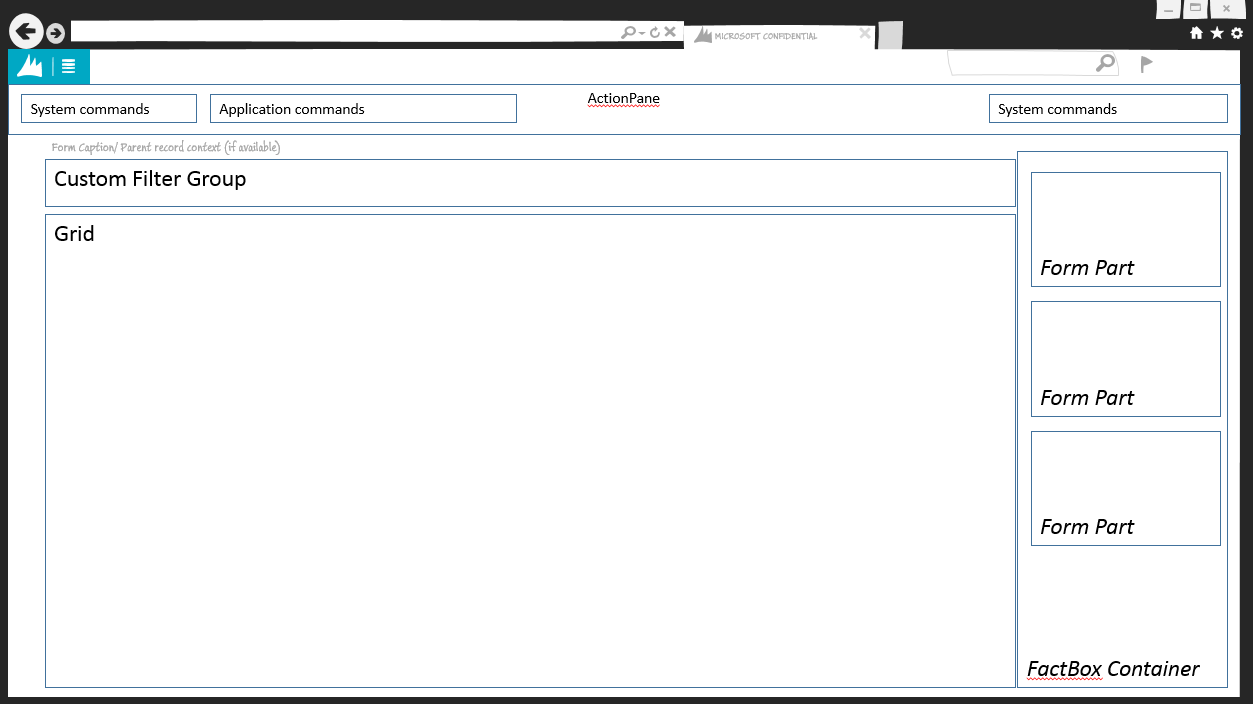 MICROSOFT CONFIDENTIAL
System commands
Application commands
ActionPane
System commands
Form Caption/ Parent record context (if available)
Custom Filter Group
Grid
Form Part
Form Part
Form Part
FactBox Container